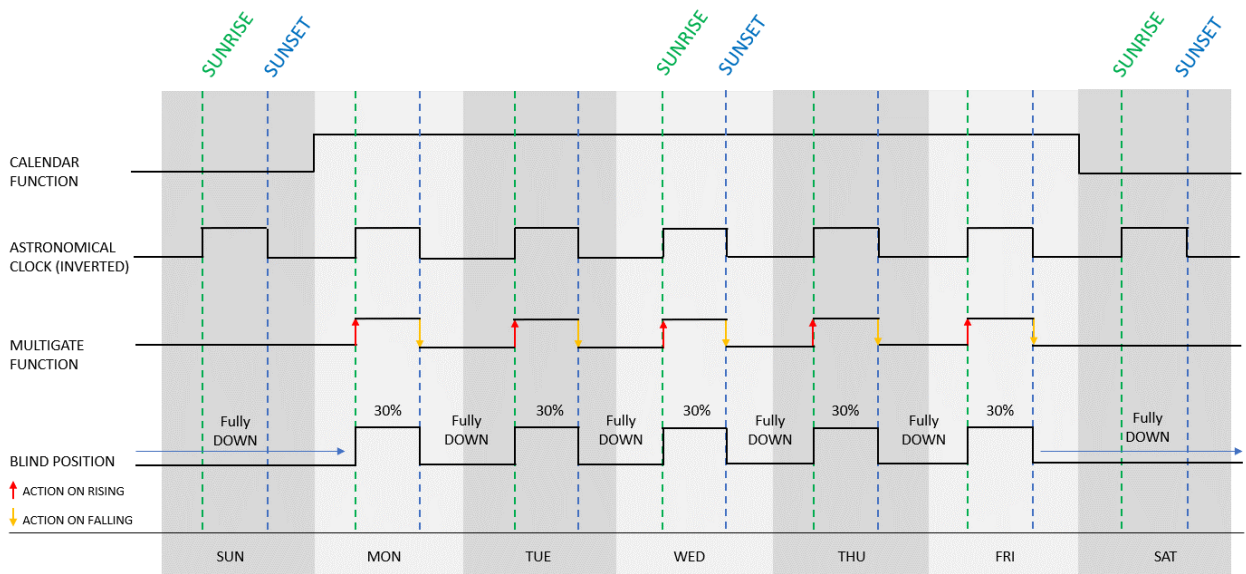 SUNRISE
SUNSET
SUNRISE
SUNSET
SUNRISE
SUNSET
CALENDAR
FUNCTION
ASTRONOMICAL
CLOCK (INVERTED)
MULTIGATE
FUNCTION
Fully
DOWN
30%
Fully
DOWN
30%
Fully
DOWN
30%
Fully
DOWN
30%
Fully
DOWN
30%
Fully
DOWN
BLIND POSITION
ACTION ON RISING
ACTION ON FALLING
SUN
MON
TUE
WED
THU
FRI
SAT